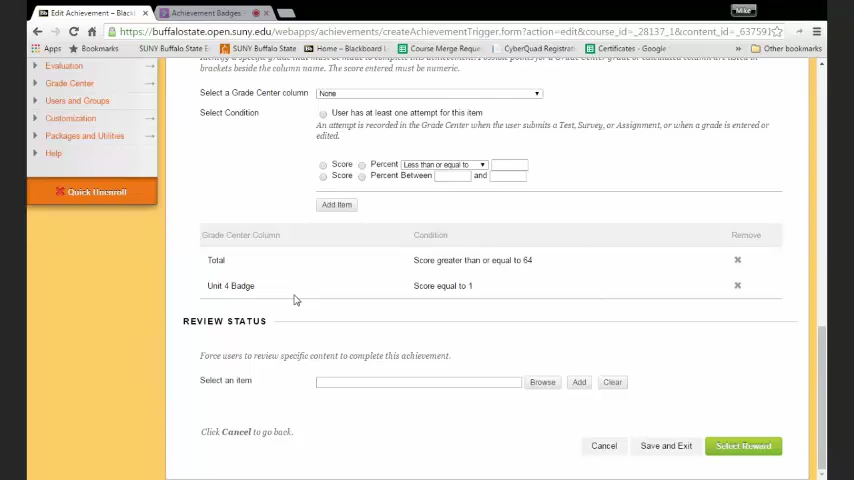 Edit Achievement – Blackb
Achievement Badges
Mike
https://buffalostate.open.suny.edu/webapps/achievements/createAchievementTrigger.form?action=edit&course_id=_28137_1&content_id=_637591
Apps Bookmarks SUNY Buffalo State SUNY Buffalo State Home – Blackboard L Course Merge Reque CyberQuad Registra Certificates - Google » Other bookmarks
brackets beside the column name. The score entered must be numeric.
Evaluation
Grade Center
Users and Groups
Customization
Packages and Utilities
Help
Quick Unenroll
Select a Grade Center column None
Select Condition User has at least one attempt for this item
An attempt is recorded in the Grade Center when the user submits a Test, Survey, or Assignment, or when a grade is entered or
edited.
Score Percent Less than or equal to
Score Percent Between and
Add Item
Grade Center Column Condition Remove
Total Score greater than or equal to 64
Unit 4 Badge Score equal to 1
REVIEW STATUS
Force users to review specific content to complete this achievement.
Select an item Browse Add Clear
Click Cancel to go back.
Cancel Save and Exit Select Reward